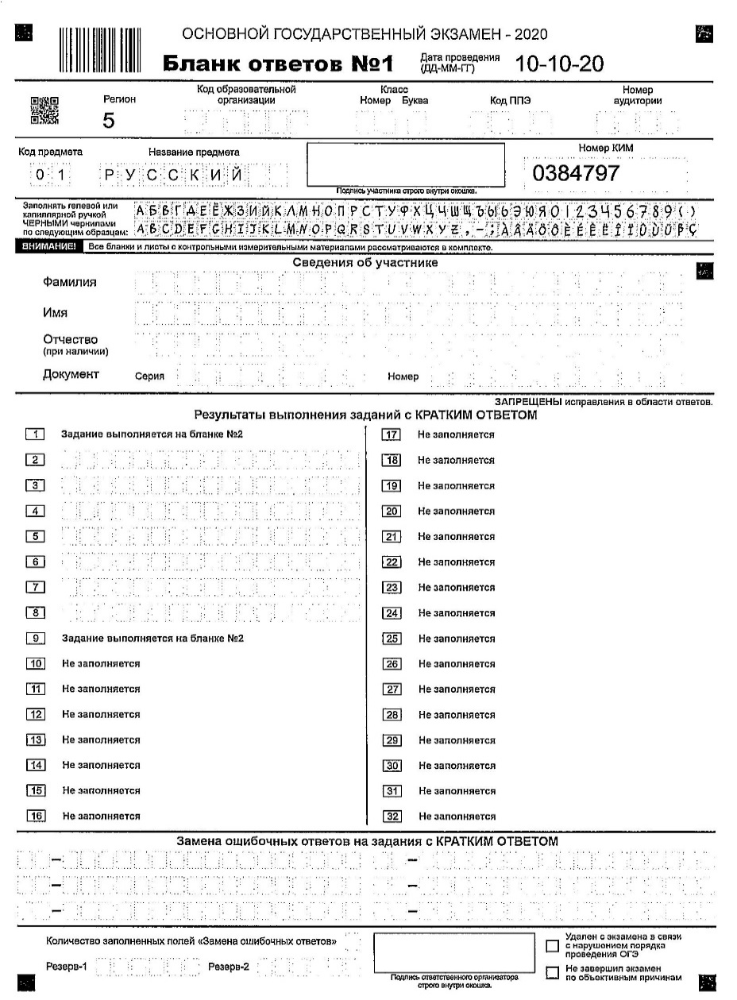 ОСНОВНОЙ ГОСУДАРСТВЕННЫЙ ЭКЗАМЕН - 2020
Бланк ответов №1
Дата проведения
(ДД-ММ-ГГ)
10-10-20
Регион
5
Код образовательной
организации
Класс
Номер Буква
Код ППЭ
Номер
аудитории
Код предмета
0 1
Название предмета
Р У С С К И Й
Подпись участника строго внутри окошка.
Номер КИМ
0384797
Заполнять гелевой или
капиллярной ручкой
ЧЕРНЫМИ чернилами
по следующим образцам:
А Б В Г Д Е Ё Ж З И Й К Л М Н О П Р С Т У Ф Х Ц Ч Ш Щ Ъ Ы Ь Э Ю Я 0 1 2 3 4 5 6 7 8 9 ( )
A B C D E F G H I J K L M N O P Q R S T U V W X Y Z , -
ВНИМАНИЕ! Все бланки и листы с контрольными измерительными материалами рассматриваются в комплекте.
Сведения об участнике
Фамилия
Имя
Отчество
(при наличии)
Документ Серия Номер
ЗАПРЕЩЕНЫ исправления в области ответов.
Результаты выполнения заданий с КРАТКИМ ОТВЕТОМ
1 Задание выполняется на бланке №2
2
3
4
5
6
7
8
9 Задание выполняется на бланке №2
10 Не заполняется
11 Не заполняется
12 Не заполняется
13 Не заполняется
14 Не заполняется
15 Не заполняется
16 Не заполняется
17 Не заполняется
18 Не заполняется
19 Не заполняется
20 Не заполняется
21 Не заполняется
22 Не заполняется
23 Не заполняется
24 Не заполняется
25 Не заполняется
26 Не заполняется
27 Не заполняется
28 Не заполняется
29 Не заполняется
30 Не заполняется
31 Не заполняется
32 Не заполняется
Замена ошибочных ответов на задания с КРАТКИМ ОТВЕТОМ
– –
– –
– –
Количество заполненных полей «Замена ошибочных ответов»
Резерв-1 Резерв-2
Подпись ответственного организатора
строго внутри окошка.
Удален с экзамена в связи
с нарушением порядка
проведения ОГЭ
Не завершил экзамен
по объективным причинам